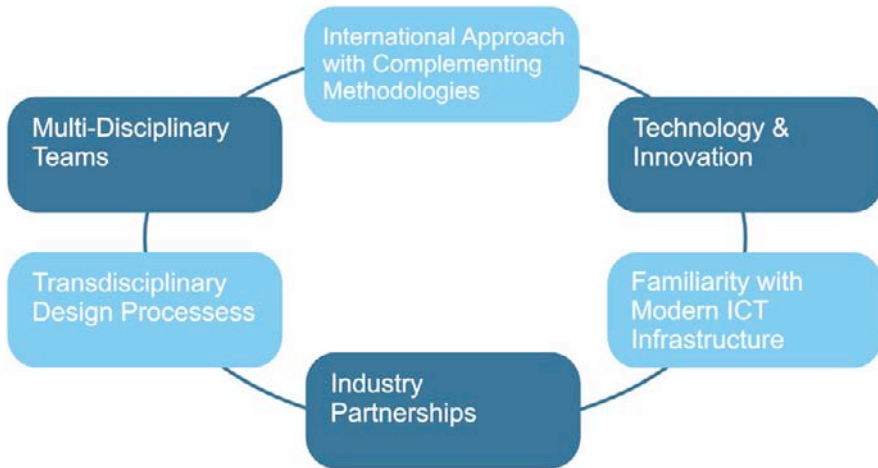 International Approach
with Complementing
Methodologies
Multi-Disciplinary
Teams
Technology &
Innovation
Transdisciplinary
Design Processess
Familiarity with
Modern ICT
Infrastructure
Industry
Partnerships